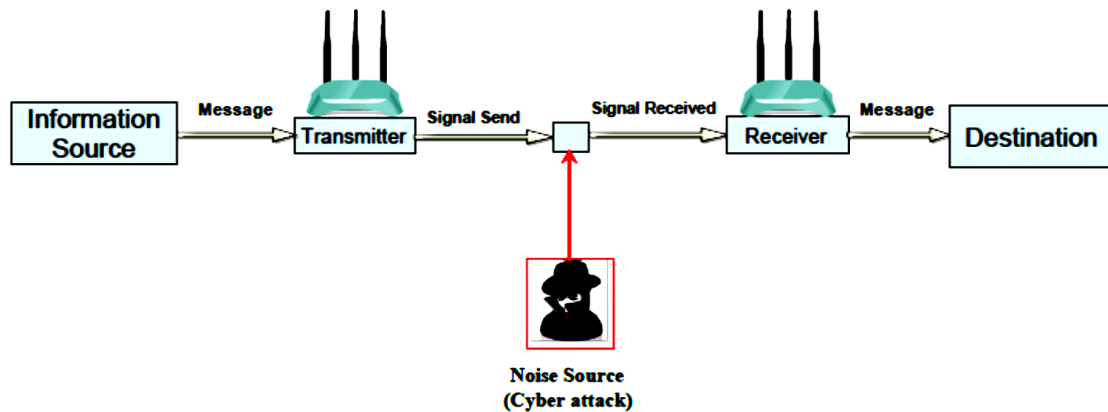 Information
Source
Message
Transmitter
Signal Send
Signal Received
Receiver
Message
Destination
Noise Source
(Cyber attack)